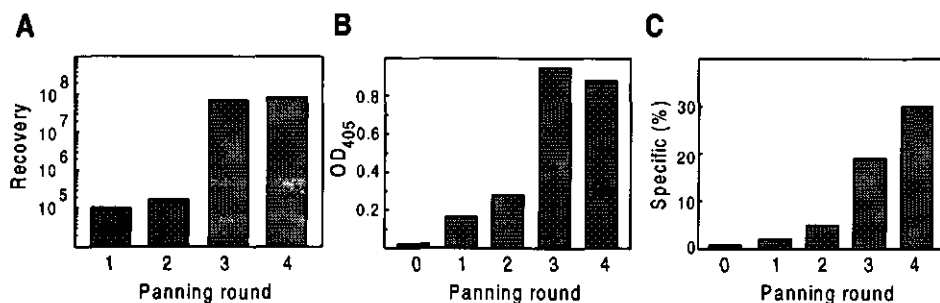 A
Recovery
10^8
10^7
10^6
10^5
1 2 3 4
Panning round
B
OD405
0.8
0.6
0.4
0.2
0 1 2 3 4
Panning round
C
Specific (%)
30
20
10
0
0 1 2 3 4
Panning round